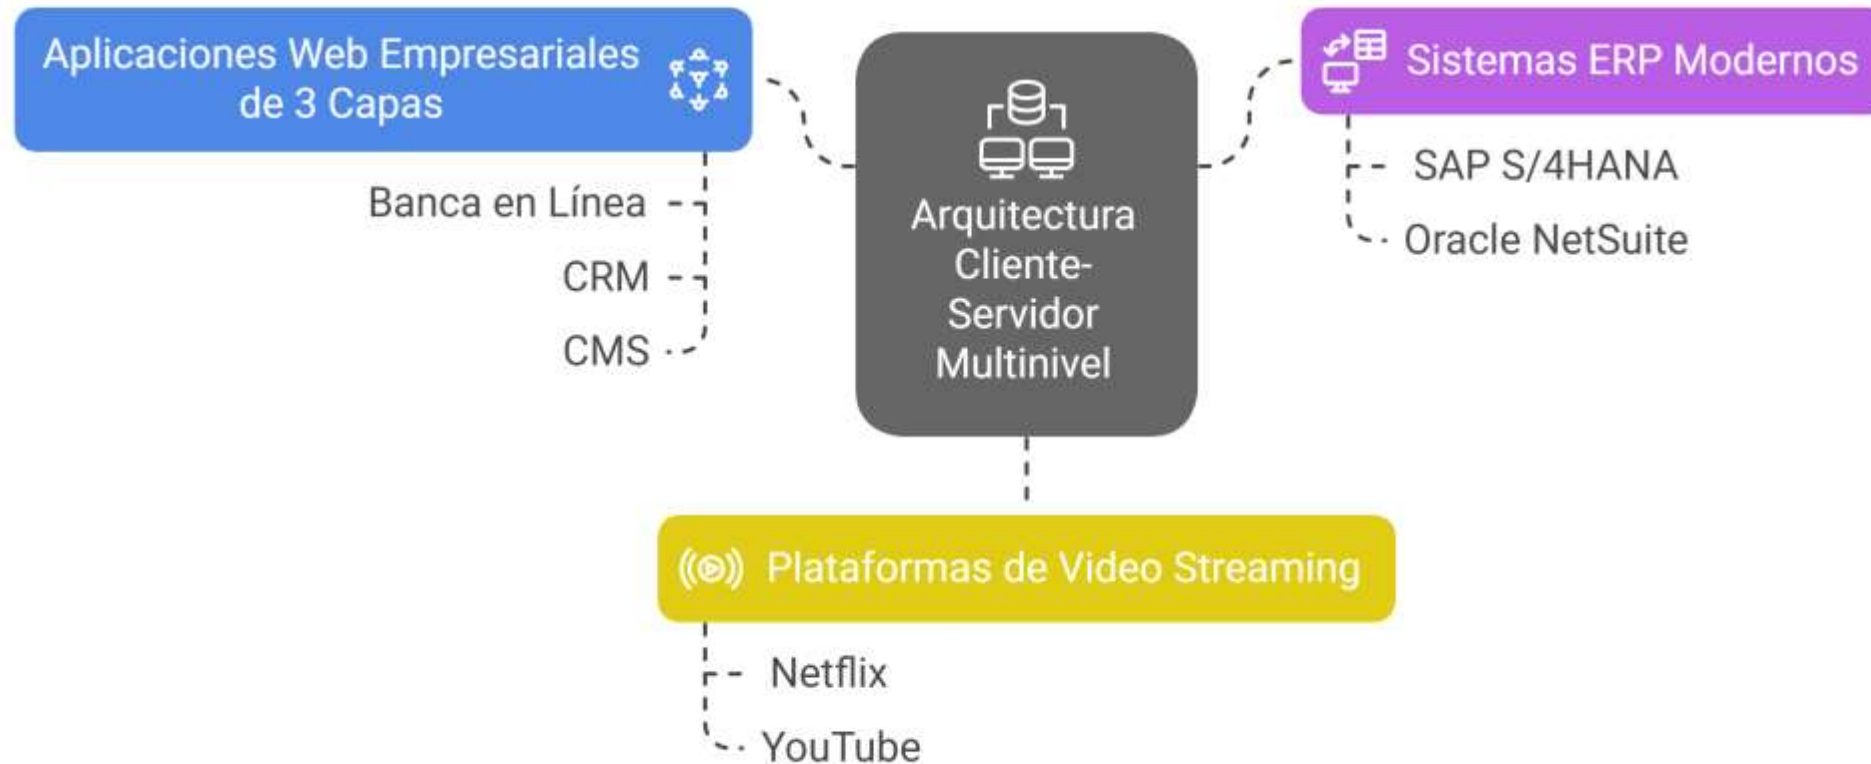 Aplicaciones Web Empresariales
de 3 Capas
Banca en Línea
CRM
CMS
Arquitectura
Cliente-
Servidor
Multinivel
Sistemas ERP Modernos
SAP S/4HANA
Oracle NetSuite
Plataformas de Video Streaming
Netflix
YouTube